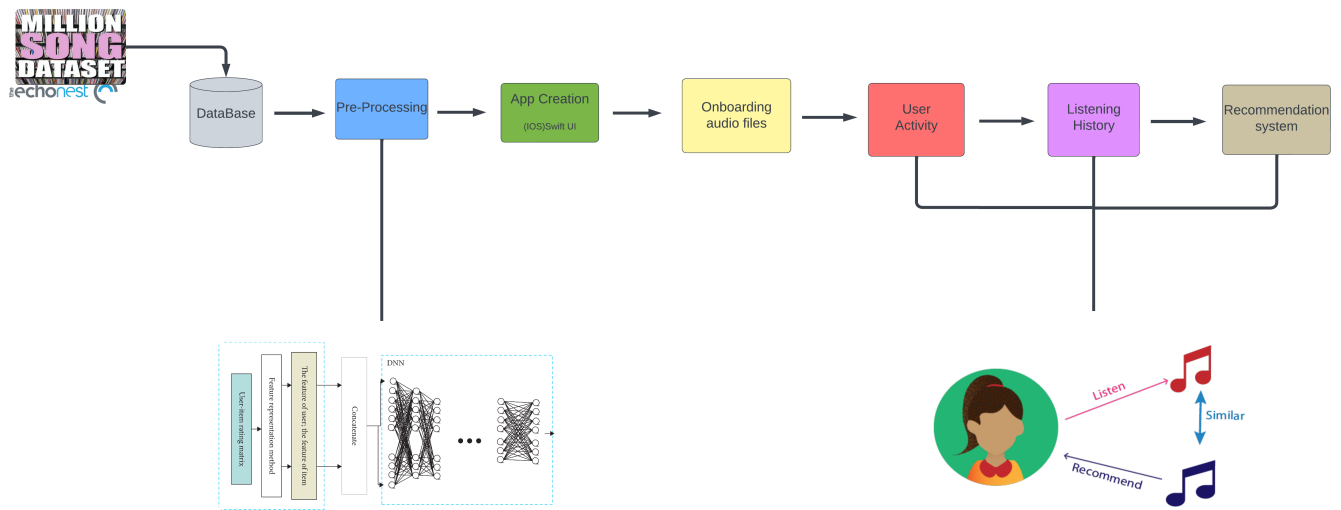 MILLION
SONG
DATASET
the echonest
DataBase
Pre-Processing
App Creation
(IOS)Swift UI
Onboarding
audio files
User
Activity
Listening
History
Recommendation
system
User-item rating matrix
Feature representation method
The feature of user; the feature of item
Concatenate
DNN
Listen
Similar
Recommend